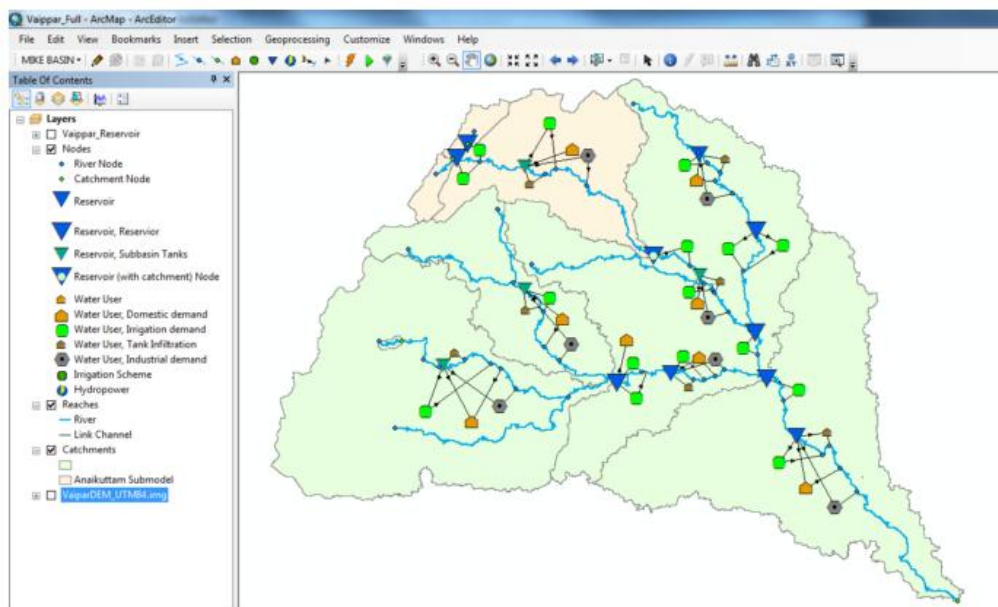 Vaippar_Full - ArcMap - ArcEditor
File Edit View Bookmarks Insert Selection Geoprocessing Customize Windows Help
MIKE BASIN
Table Of Contents
Layers
Vaippar_Reservoir
Nodes
River Node
Catchment Node
Reservoir
Reservoir, Reservior
Reservoir, Subbasin Tanks
Reservoir (with catchment) Node
Water User
Water User, Domestic demand
Water User, Irrigation demand
Water User, Tank Infiltration
Water User, Industrial demand
Irrigation Scheme
Hydropower
Reaches
River
Link Channel
Catchments
Anaikuttam Submodel
VaiparDEM_UTMB4.img